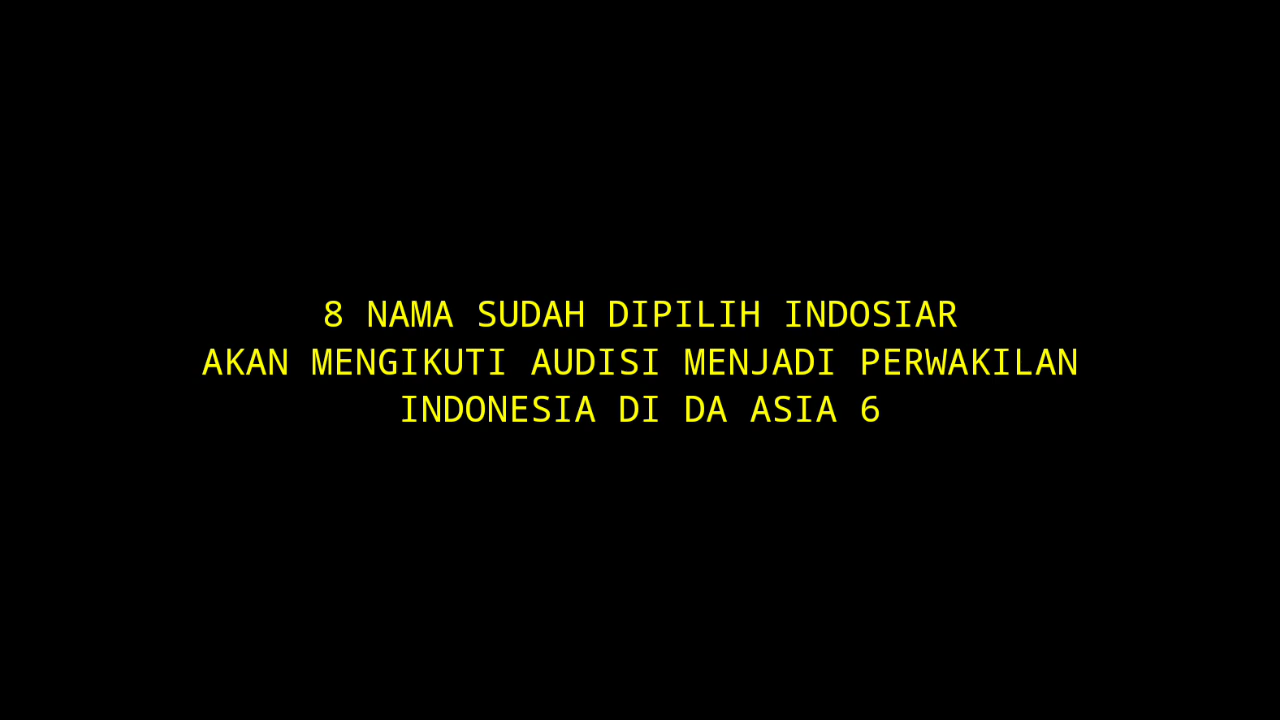 8 NAMA SUDAH DIPILIH INDOSIAR
AKAN MENGIKUTI AUDISI MENJADI PERWAKILAN
INDONESIA DI DA ASIA 6